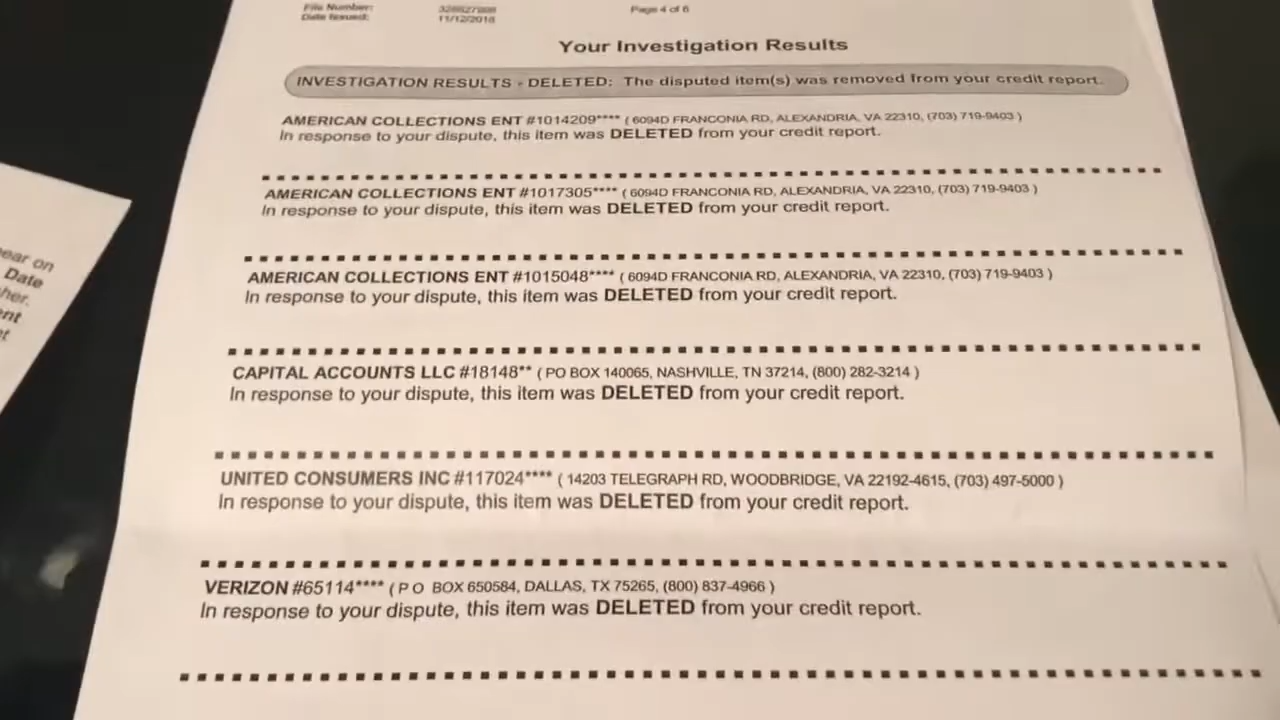 File Number:
Page 4 of 6
Date Issued: 11/12/2018
Your Investigation Results
INVESTIGATION RESULTS - DELETED: The disputed item(s) was removed from your credit report.
AMERICAN COLLECTIONS ENT #1014209**** ( 6094D FRANCONIA RD, ALEXANDRIA, VA 22310, (703) 719-9403 )
In response to your dispute, this item was DELETED from your credit report.
AMERICAN COLLECTIONS ENT #1017305**** ( 6094D FRANCONIA RD, ALEXANDRIA, VA 22310, (703) 719-9403 )
In response to your dispute, this item was DELETED from your credit report.
AMERICAN COLLECTIONS ENT #1015048**** ( 6094D FRANCONIA RD, ALEXANDRIA, VA 22310, (703) 719-9403 )
In response to your dispute, this item was DELETED from your credit report.
CAPITAL ACCOUNTS LLC #18148** ( PO BOX 140065, NASHVILLE, TN 37214, (800) 282-3214 )
In response to your dispute, this item was DELETED from your credit report.
UNITED CONSUMERS INC #117024**** ( 14203 TELEGRAPH RD, WOODBRIDGE, VA 22192-4615, (703) 497-5000 )
In response to your dispute, this item was DELETED from your credit report.
VERIZON #65114**** ( P O BOX 650584, DALLAS, TX 75265, (800) 837-4966 )
In response to your dispute, this item was DELETED from your credit report.
on
Date